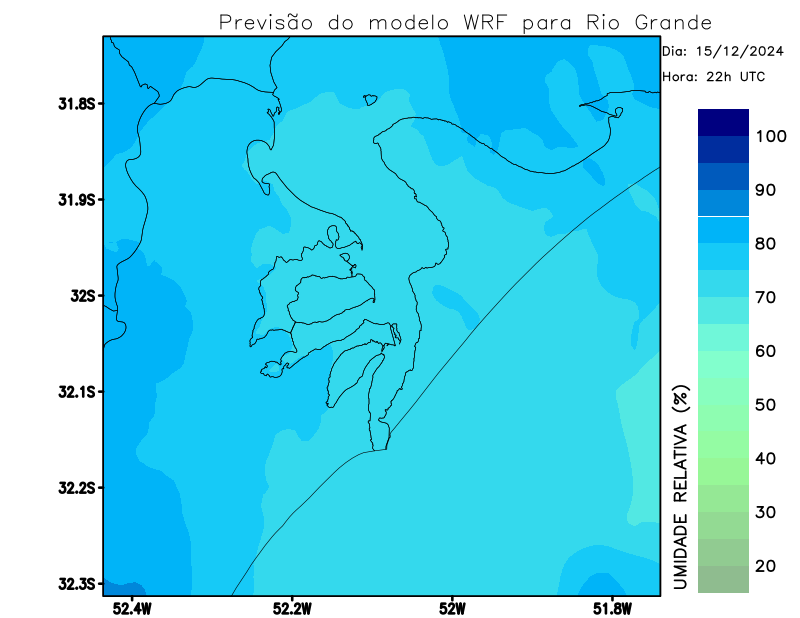 Previsão do modelo WRF para Rio Grande
Dia: 15/12/2024
Hora: 22h UTC
31.8S
31.9S
32S
32.1S
32.2S
32.3S
52.4W
52.2W
52W
51.8W
100
90
80
70
60
50
40
30
20
UMIDADE RELATIVA (%)